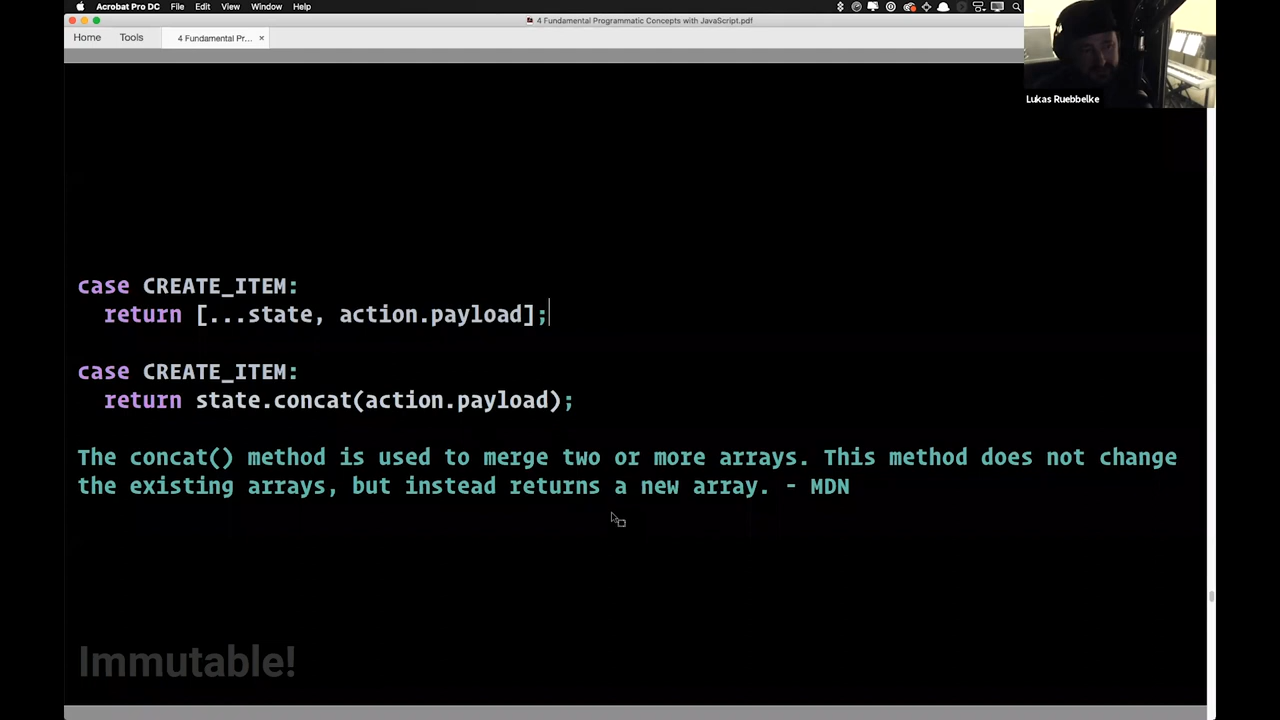 Acrobat Pro DC File Edit View Window Help
4 Fundamental Programmatic Concepts with JavaScript.pdf
Home Tools 4 Fundamental Pr... ×
Lukas Ruebbelke
case CREATE_ITEM:
return [...state, action.payload];
case CREATE_ITEM:
return state.concat(action.payload);
The concat() method is used to merge two or more arrays. This method does not change
the existing arrays, but instead returns a new array. - MDN
Immutable!